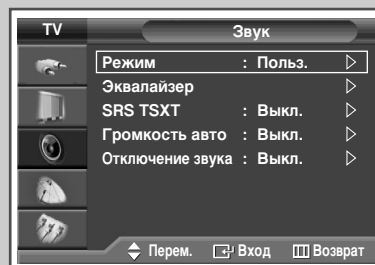 TV
Звук
Режим : Польз.
Эквалайзер
SRS TSXT : Выкл.
Громкость авто : Выкл.
Отключение звука : Выкл.
Перем. Вход Возврат